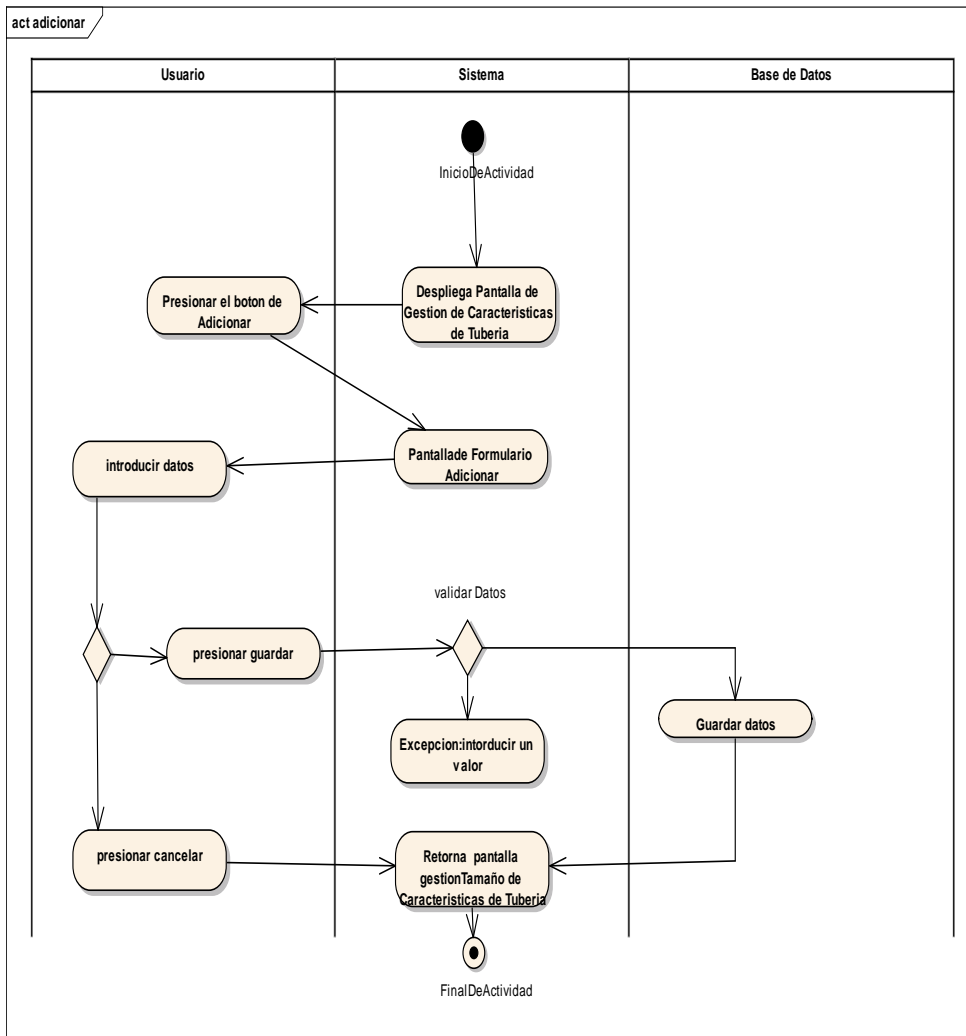 act adicionar
Usuario
Sistema
Base de Datos
InicioDeActividad
Despliega Pantalla de
Gestion de Caracteristicas
de Tuberia
Presionar el boton de
Adicionar
Pantallade Formulario
Adicionar
introducir datos
validar Datos
presionar guardar
Excepcion:intorducir un
valor
Guardar datos
presionar cancelar
Retorna pantalla
gestionTamaño de
Caracteristicas de Tuberia
FinalDeActividad